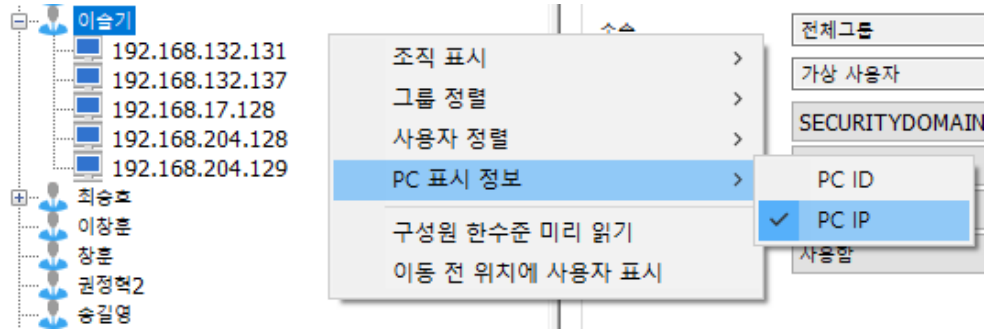 이슬기
192.168.132.131
192.168.132.137
192.168.17.128
192.168.204.128
192.168.204.129
최승호
이창훈
창훈
권정혁2
송길영
조직 표시
그룹 정렬
사용자 정렬
PC 표시 정보
구성원 한수준 미리 읽기
이동 전 위치에 사용자 표시
PC ID
PC IP
소속
전체그룹
가상 사용자
SECURITYDOMAIN
사용함